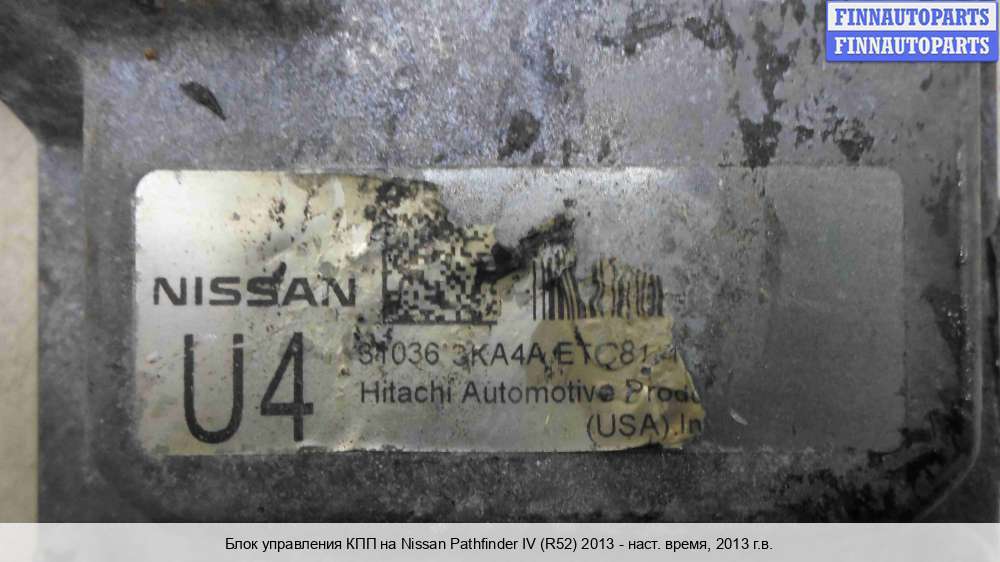 FINNAUTOPARTS
FINNAUTOPARTS
NISSAN
U4
31036 3KA4A
Hitachi Automotive
(USA).In
Блок управления КПП на Nissan Pathfinder IV (R52) 2013 - наст. время, 2013 г.в.